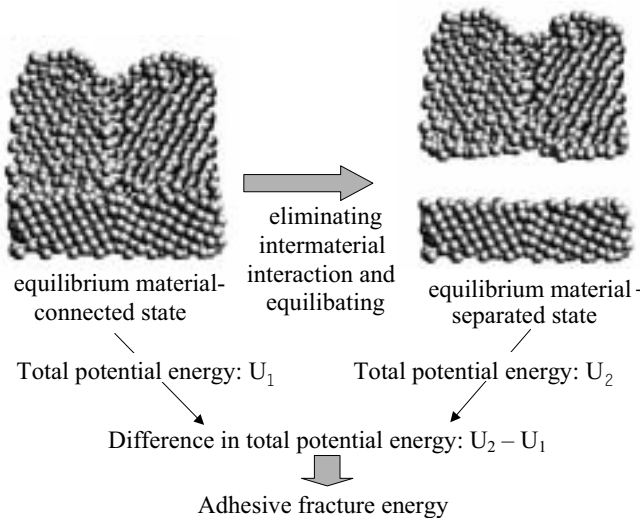 eliminating
intermaterial
interaction and
equilibating
equilibrium material-
connected state
equilibrium material-
separated state
Total potential energy: U1
Total potential energy: U2
Difference in total potential energy: U2 – U1
Adhesive fracture energy